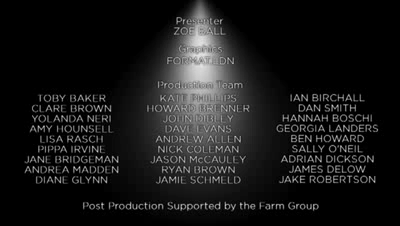 Presenter
ZOE BALL
Graphics
FORMATION
Production Team
TOBY BAKER KATE PHILLIPS IAN BIRCHALL
CLARE BROWN HOWARD BRENNER DAN SMITH
YOLANDA NERI JOHN DIBLEY HANNAH BOSCHI
AMY HOUNSELL DAVE EVANS GEORGIA LANDERS
LISA RASCH ANDREW ALLEN BEN HOWARD
PIPPA IRVINE NICK COLLMAN SALLY O'NEIL
JANE BRIDGEMAN JASON McCAULEY ADRIAN DICKSON
ANDREA MADDEN RYAN BROWN JAMES DELOW
DIANE GLYNN JAMIE SCHMELD JAKE ROBERTSON
Post Production Supported by the Farm Group